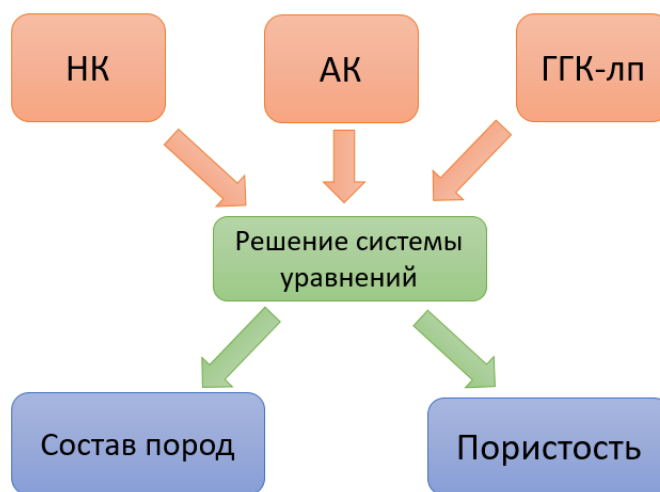 НК
АК
ГГК-лп
Решение системы
уравнений
Состав пород
Пористость